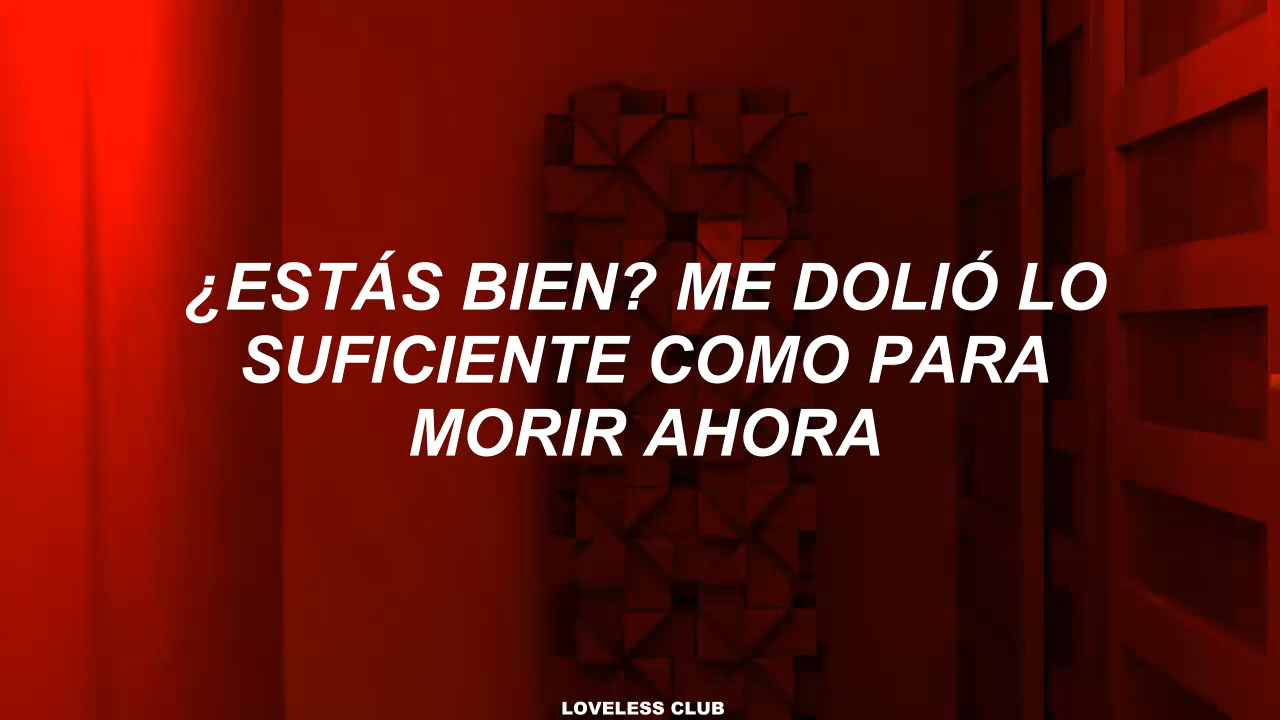 ¿ESTÁS BIEN? ME DOLIÓ LO
SUFICIENTE COMO PARA
MORIR AHORA
LOVELESS CLUB